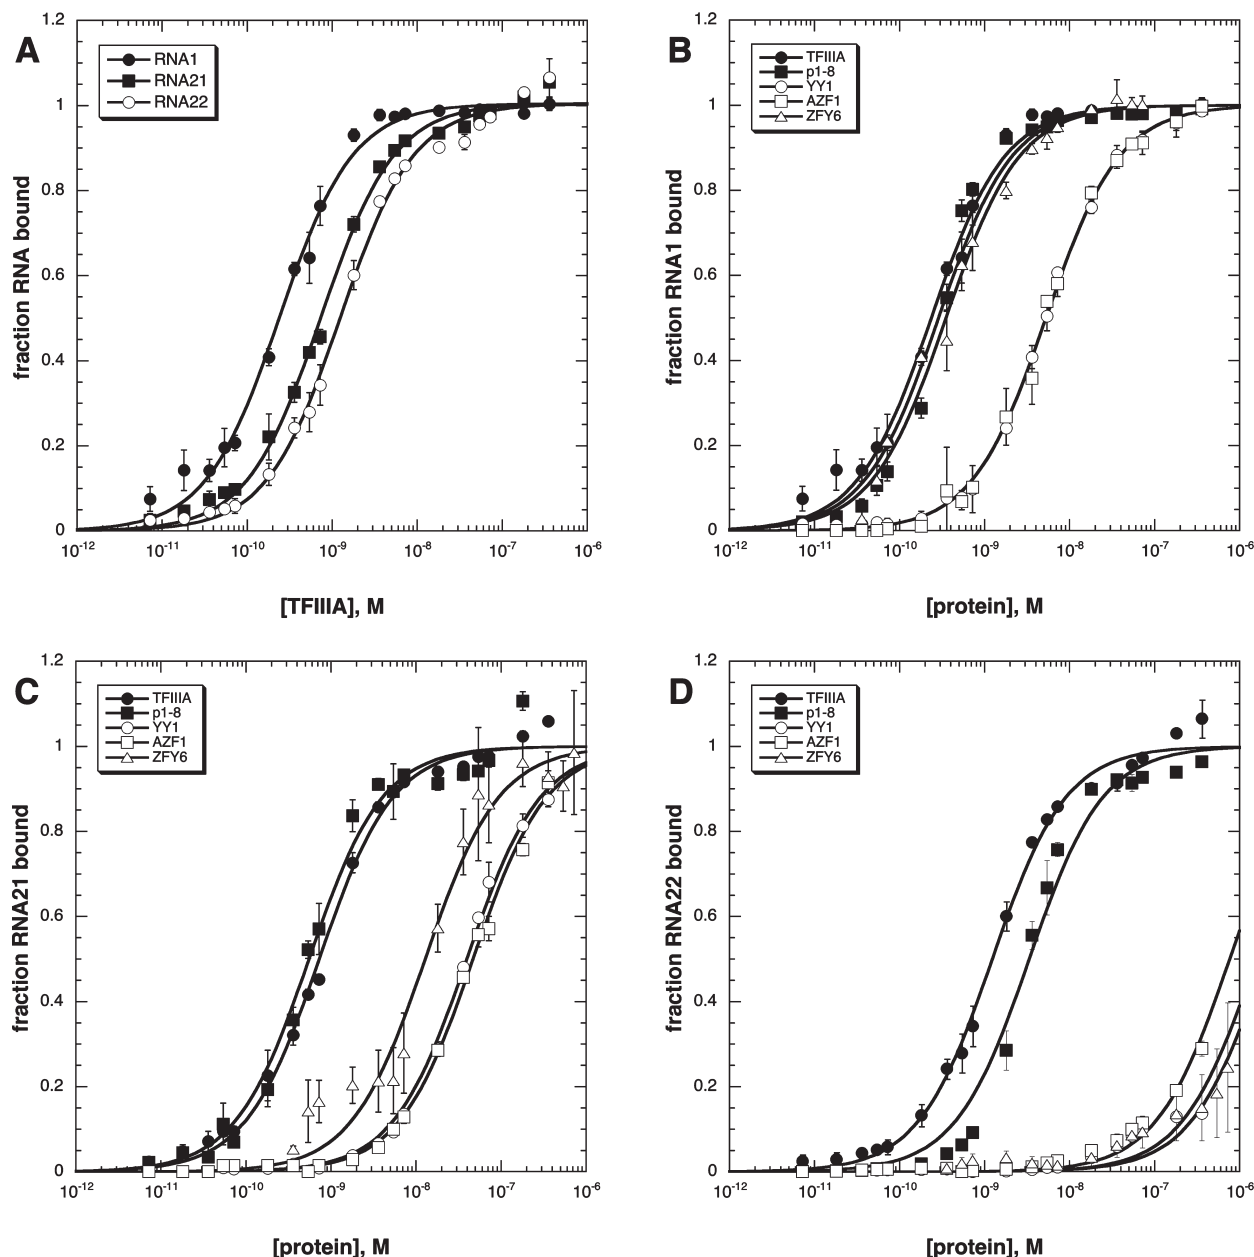 A
RNA1
RNA21
RNA22
fraction RNA bound
1.2
1
0.8
0.6
0.4
0.2
0
10-12
10-11
10-10
10-9
10-8
10-7
10-6
[TFIIIA], M
B
TFIIIA
p1-8
YY1
AZF1
ZFY6
fraction RNA1 bound
1.2
1
0.8
0.6
0.4
0.2
0
10-12
10-11
10-10
10-9
10-8
10-7
10-6
[protein], M
C
TFIIIA
p1-8
YY1
AZF1
ZFY6
fraction RNA21 bound
1.2
1
0.8
0.6
0.4
0.2
0
10-12
10-11
10-10
10-9
10-8
10-7
10-6
[protein], M
D
TFIIIA
p1-8
YY1
AZF1
ZFY6
fraction RNA22 bound
1.2
1
0.8
0.6
0.4
0.2
0
10-12
10-11
10-10
10-9
10-8
10-7
10-6
[protein], M